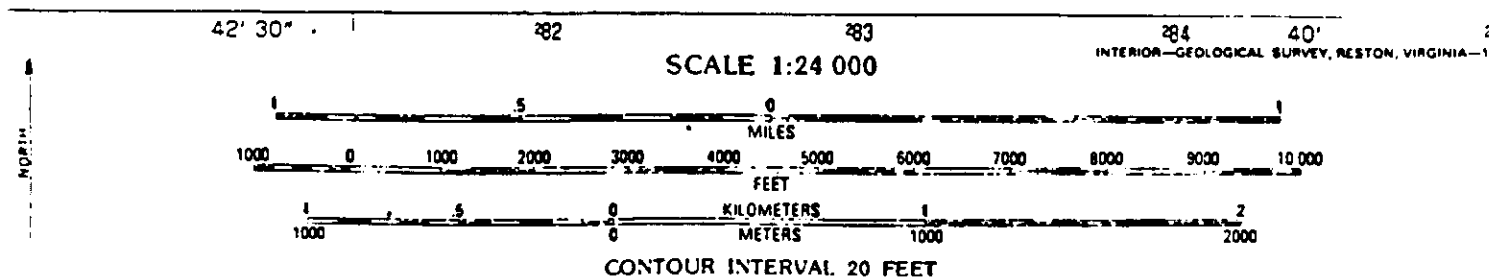 42' 30" ²82 ²83 ²84 40' 2
INTERIOR—GEOLOGICAL SURVEY, RESTON, VIRGINIA—1
SCALE 1:24 000
NORTH
1 .5 0 1
MILES
1000 0 1000 2000 3000 4000 5000 6000 7000 8000 9000 10 000
FEET
1 .5 0 KILOMETERS 1 2
1000 0 METERS 1000 2000
CONTOUR INTERVAL 20 FEET